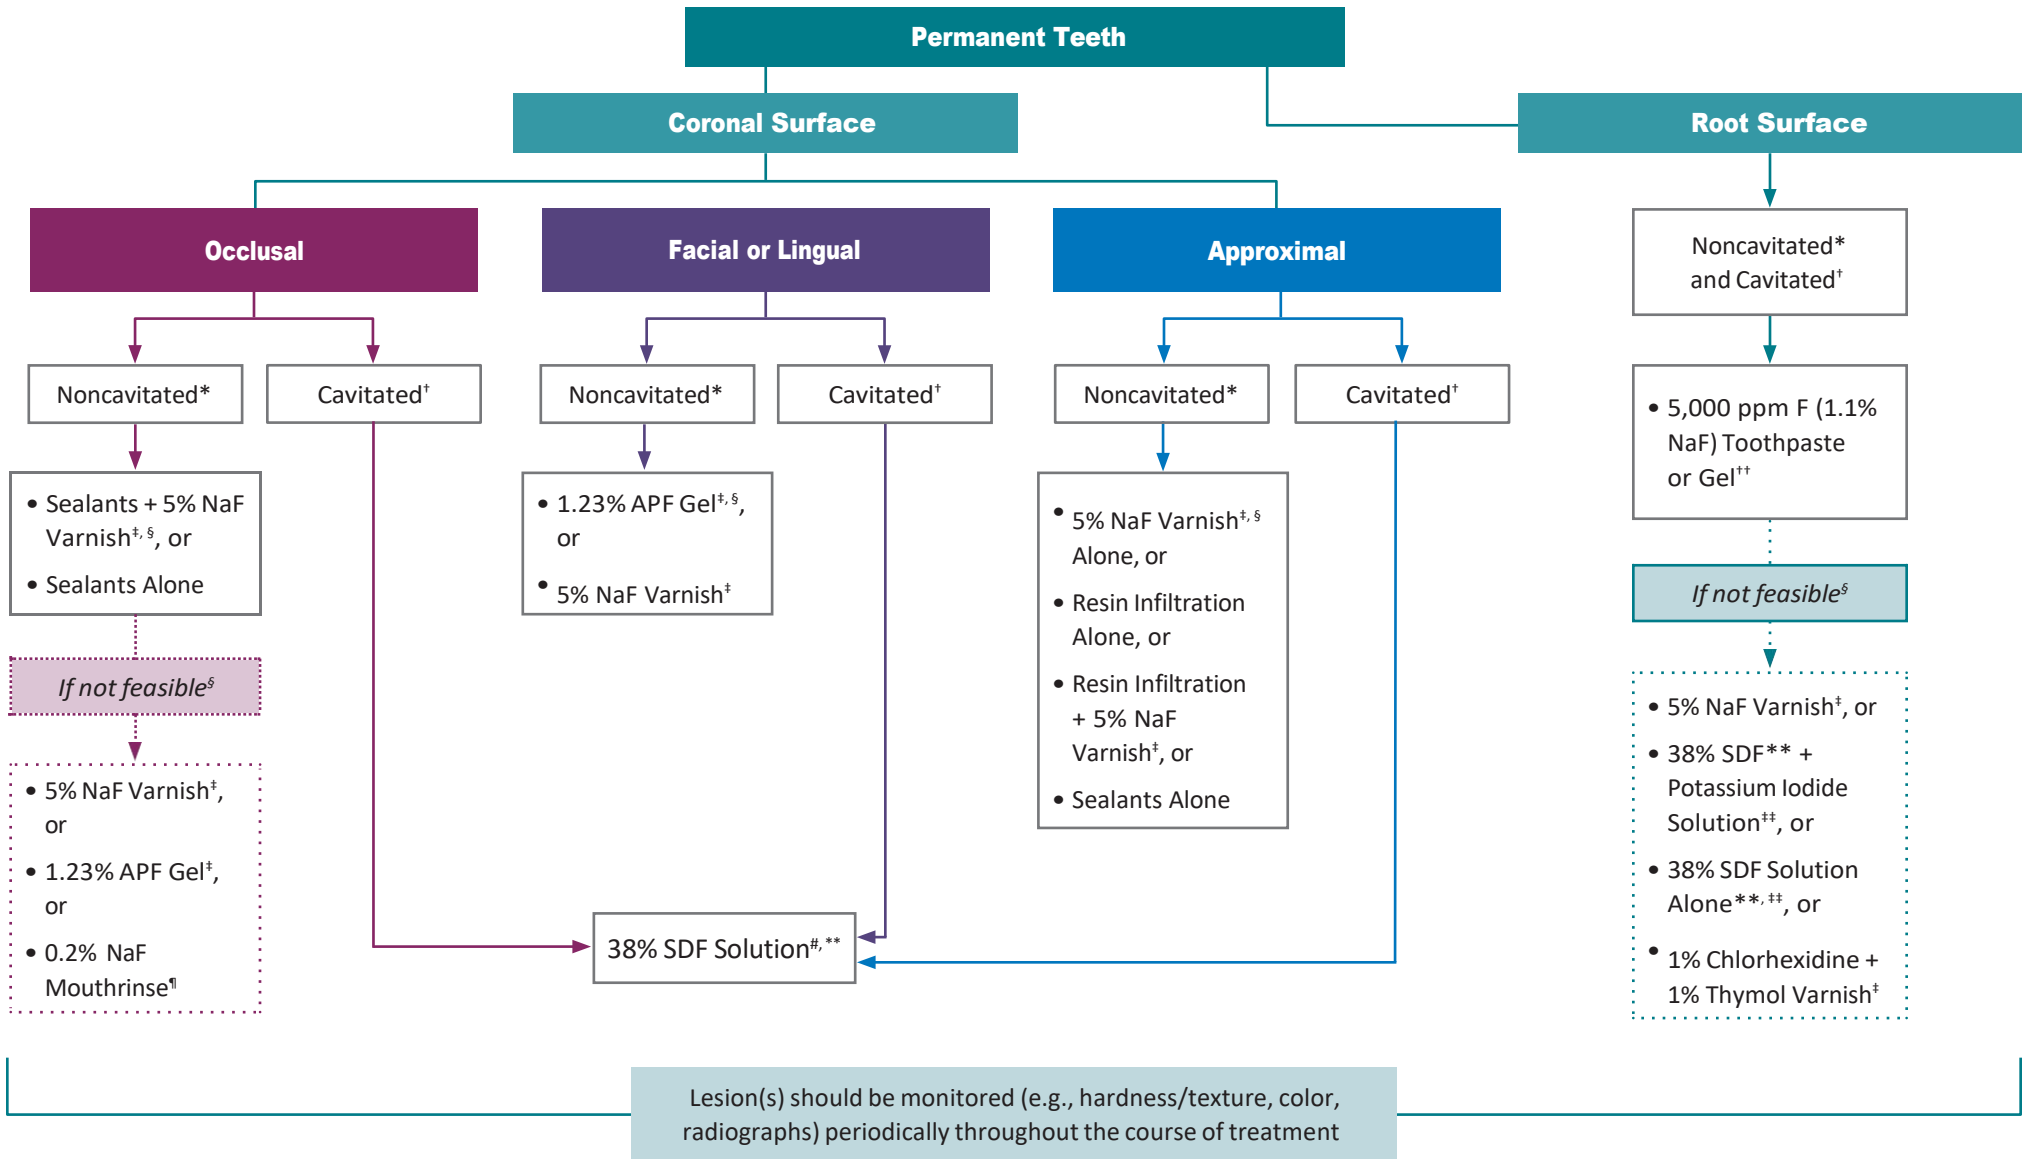 Permanent Teeth
Coronal Surface
Root Surface
Occlusal
Facial or Lingual
Approximal
Noncavitated*
and Cavitated†
Noncavitated*
Cavitated†
Noncavitated*
Cavitated†
Noncavitated*
Cavitated†
• Sealants + 5% NaF
Varnish‡, §, or
• Sealants Alone
If not feasible§
• 5% NaF Varnish‡,
or
• 1.23% APF Gel‡,
or
• 0.2% NaF
Mouthrinse¶
• 1.23% APF Gel‡, §,
or
• 5% NaF Varnish‡
• 5% NaF Varnish‡, §
Alone, or
• Resin Infiltration
Alone, or
• Resin Infiltration
+ 5% NaF
Varnish‡, or
• Sealants Alone
38% SDF Solution#, **
• 5,000 ppm F (1.1%
NaF) Toothpaste
or Gel††
If not feasible§
• 5% NaF Varnish‡, or
• 38% SDF** +
Potassium Iodide
Solution‡‡, or
• 38% SDF Solution
Alone**, ‡‡, or
• 1% Chlorhexidine +
1% Thymol Varnish‡
Lesion(s) should be monitored (e.g., hardness/texture, color,
radiographs) periodically throughout the course of treatment